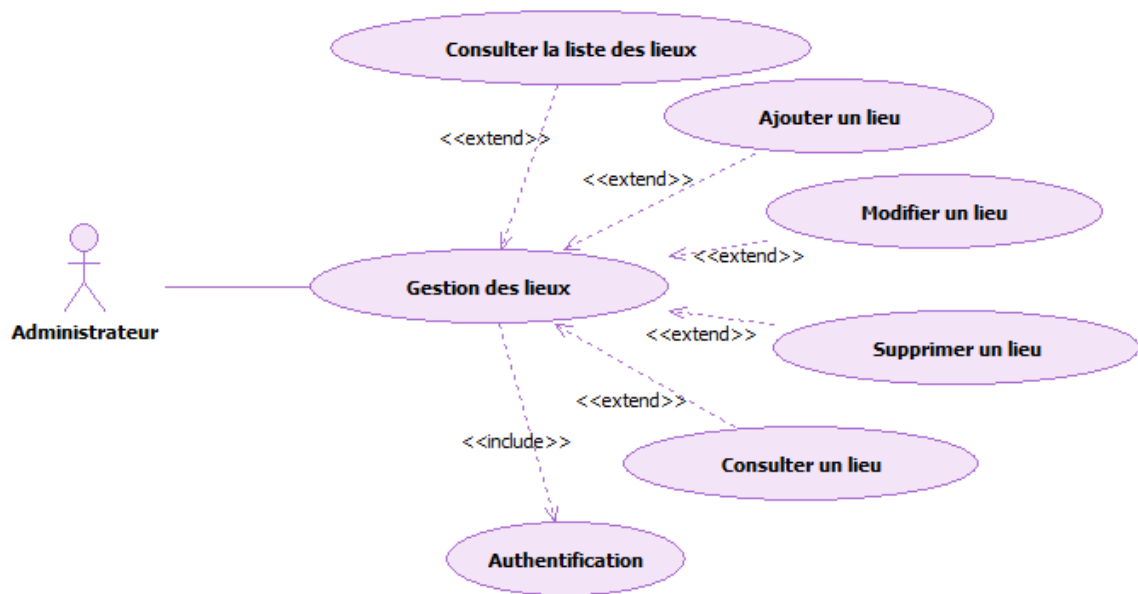 Consulter la liste des lieux
Ajouter un lieu
<<extend>>
<<extend>>
Modifier un lieu
<<extend>>
Gestion des lieux
Administrateur
<<extend>>
Supprimer un lieu
<<extend>>
<<include>>
Consulter un lieu
Authentification